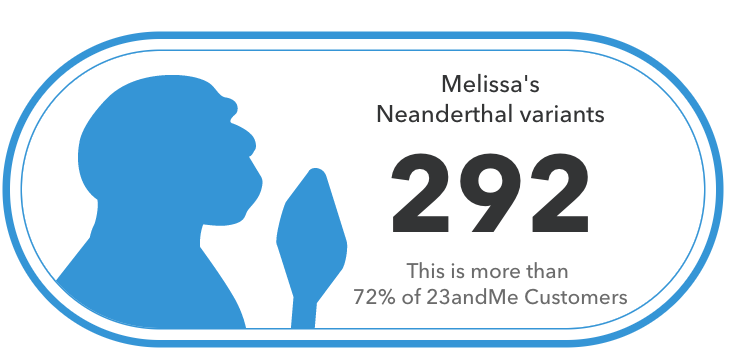 Melissa's
Neanderthal variants
292
This is more than
72% of 23andMe Customers